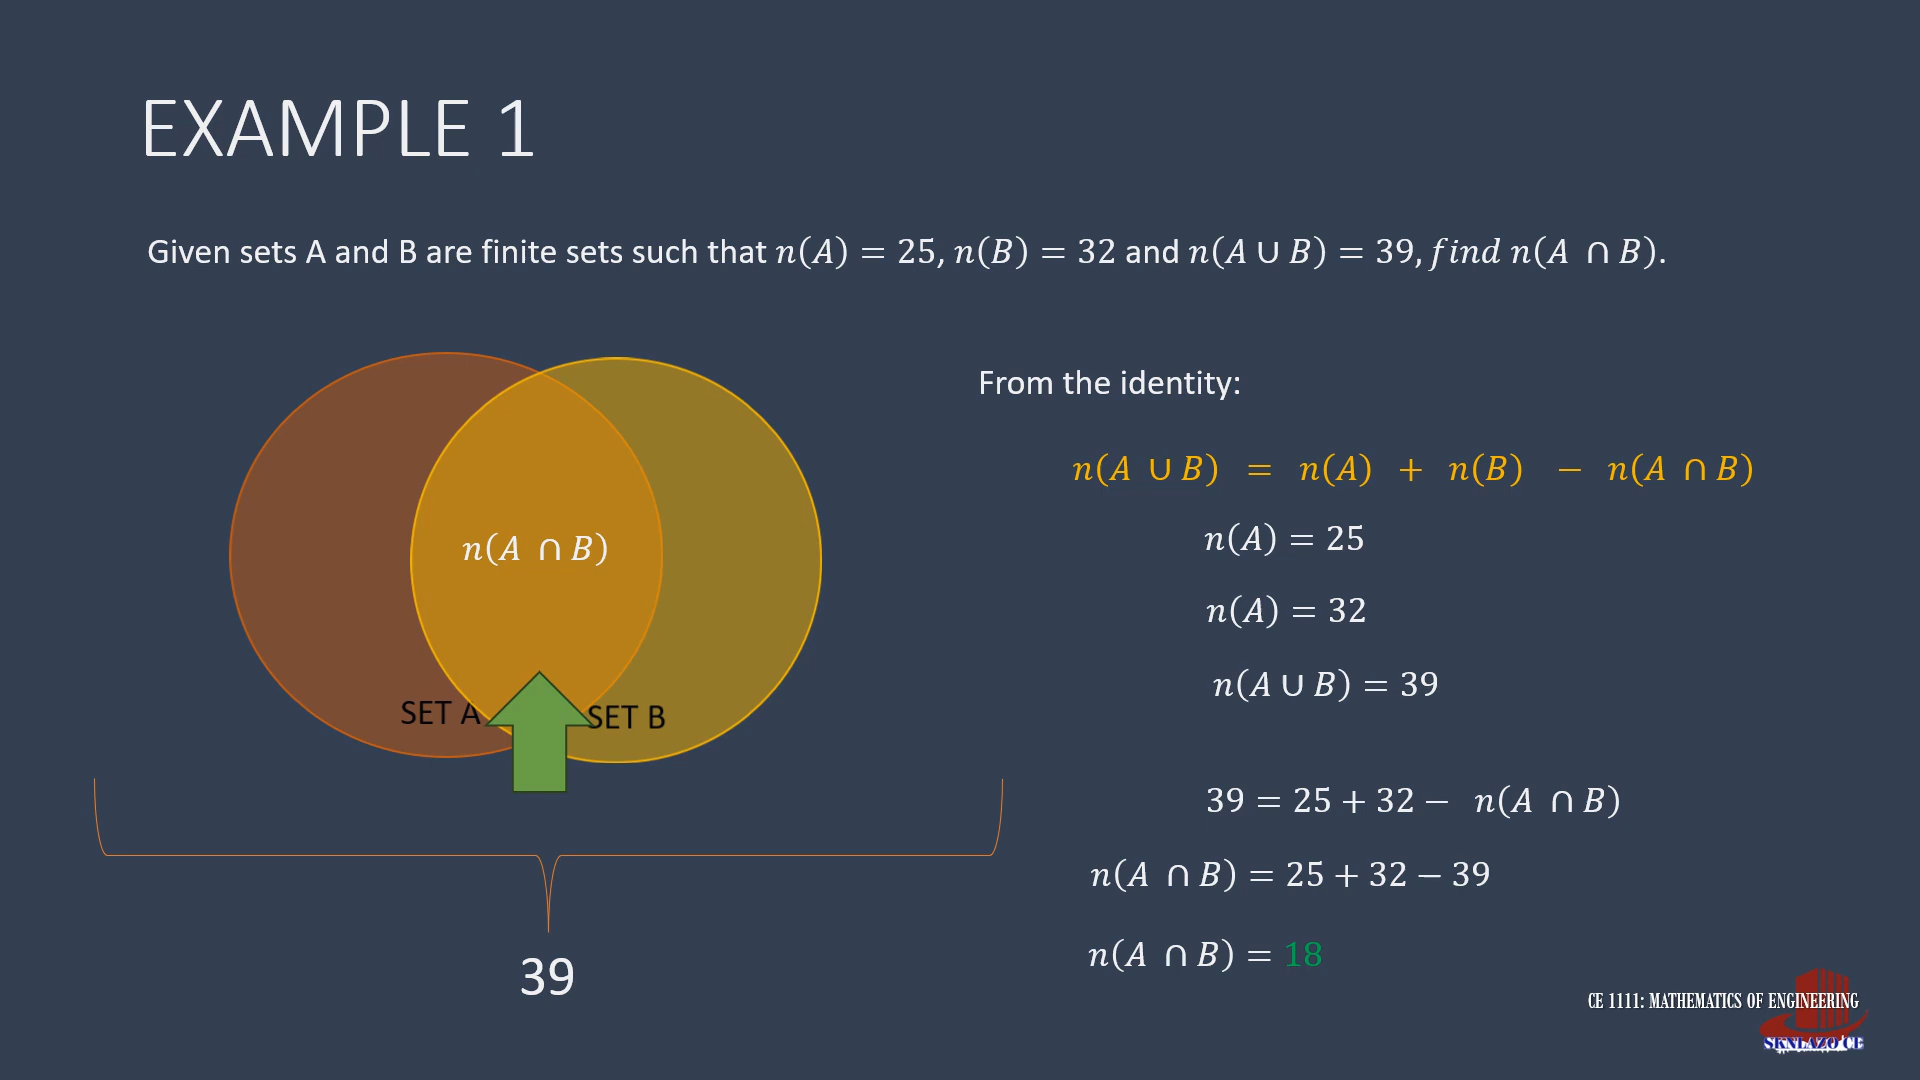 EXAMPLE 1
Given sets A and B are finite sets such that n(A) = 25, n(B) = 32 and n(A ∪ B) = 39, find n(A ∩ B).
n(A ∩ B)
SET A
SET B
39
From the identity:
n(A ∪ B) = n(A) + n(B) − n(A ∩ B)
n(A) = 25
n(A) = 32
n(A ∪ B) = 39
39 = 25 + 32 − n(A ∩ B)
n(A ∩ B) = 25 + 32 − 39
n(A ∩ B) = 18
CE 1111: MATHEMATICS OF ENGINEERING